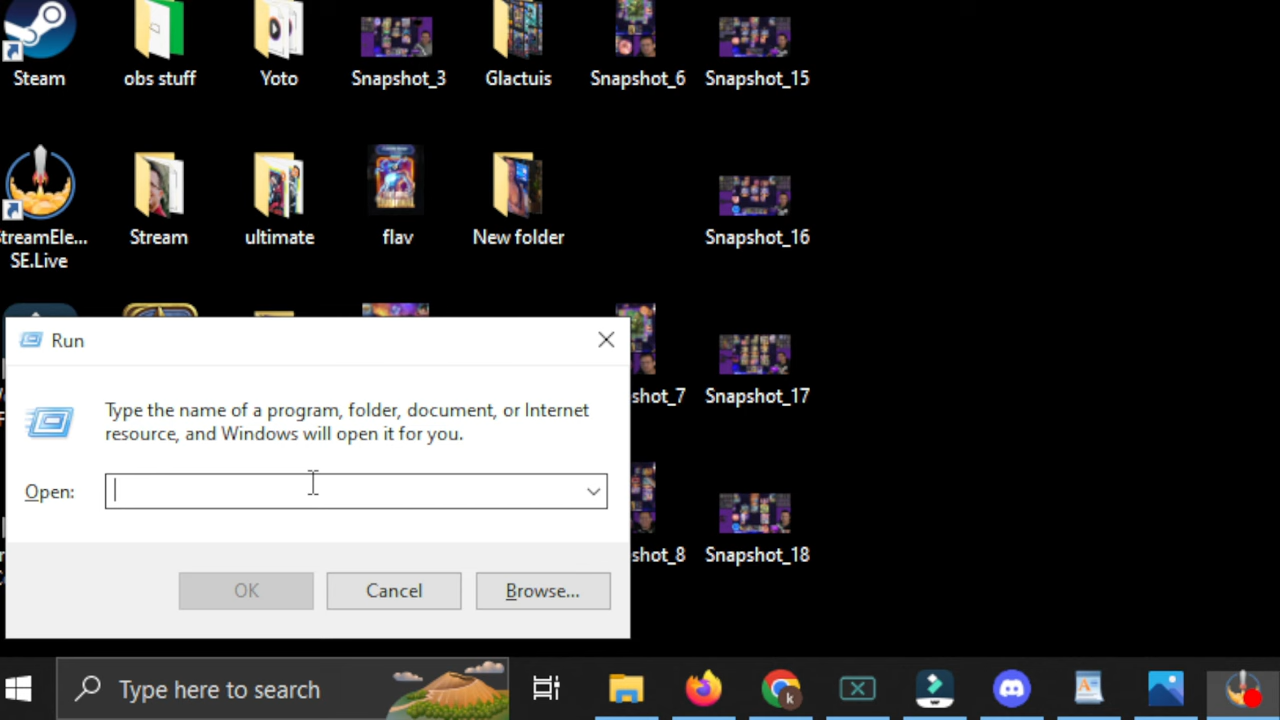 Steam
obs stuff
Yoto
Snapshot_3
Glactuis
Snapshot_6
Snapshot_15
treamEle...
SE.Live
Stream
ultimate
flav
New folder
Snapshot_16
Run
Type the name of a program, folder, document, or Internet
resource, and Windows will open it for you.
Open:
OK
Cancel
Browse...
shot_7
Snapshot_17
shot_8
Snapshot_18
Type here to search
k